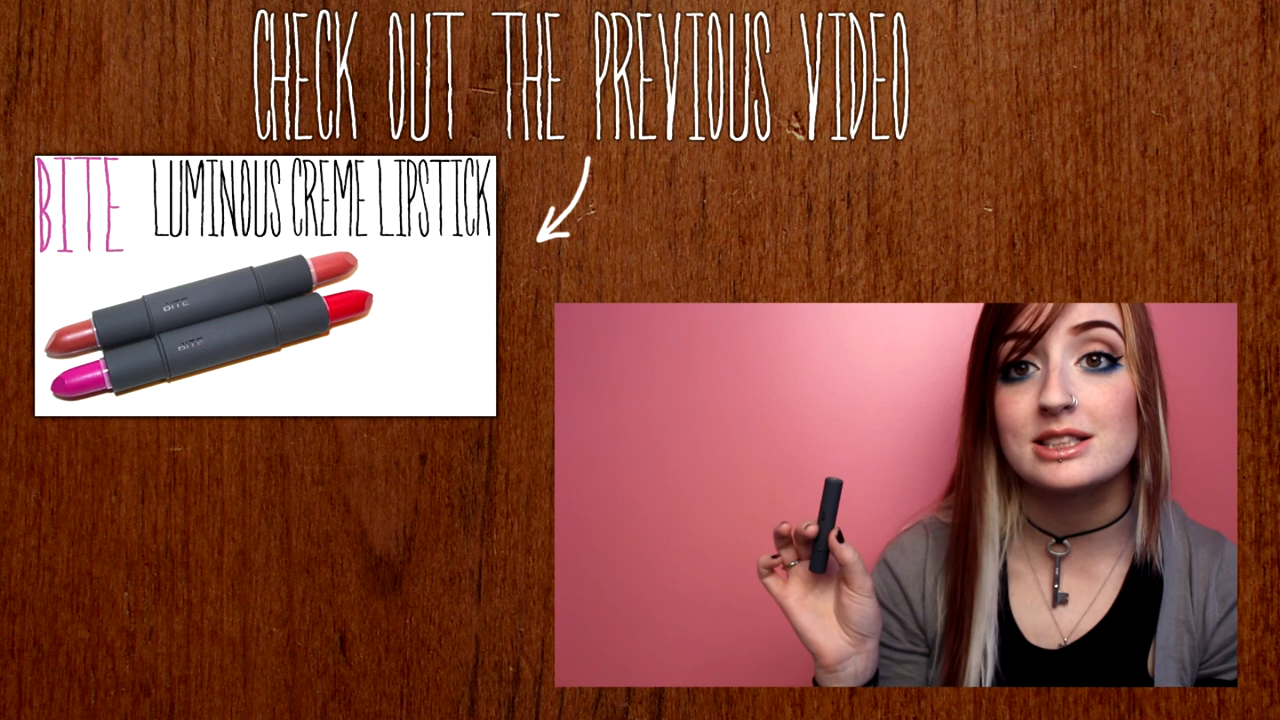 CHECK OUT THE PREVIOUS VIDEO
BITE LUMINOUS CREME LIPSTICK
BITE
BITE